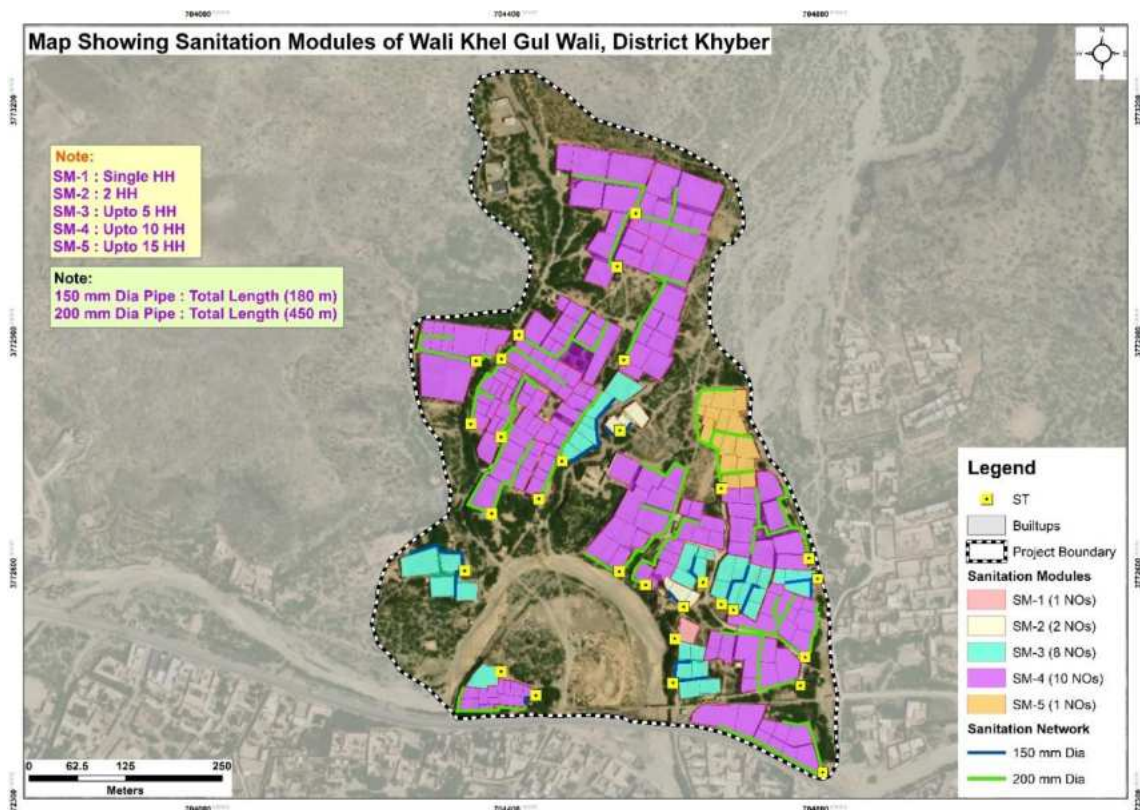 Map Showing Sanitation Modules of Wali Khel Gul Wali, District Khyber
Note:
SM-1 : Single HH
SM-2 : 2 HH
SM-3 : Upto 5 HH
SM-4 : Upto 10 HH
SM-5 : Upto 15 HH
Note:
150 mm Dia Pipe : Total Length (180 m)
200 mm Dia Pipe : Total Length (450 m)
Legend
ST
Builtups
Project Boundary
Sanitation Modules
SM-1 (1 NOs)
SM-2 (2 NOs)
SM-3 (8 NOs)
SM-4 (10 NOs)
SM-5 (1 NOs)
Sanitation Network
150 mm Dia
200 mm Dia
0 62.5 125 250
Meters